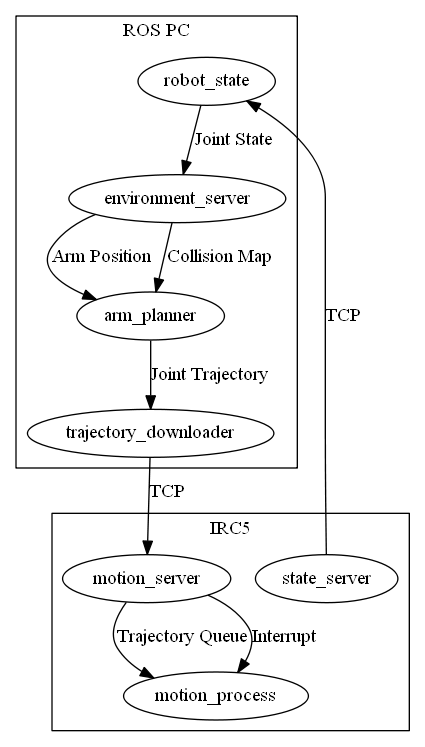 ROS PC
robot_state
Joint State
environment_server
Arm Position
Collision Map
arm_planner
TCP
Joint Trajectory
trajectory_downloader
TCP
IRC5
motion_server
state_server
Trajectory Queue
Interrupt
motion_process